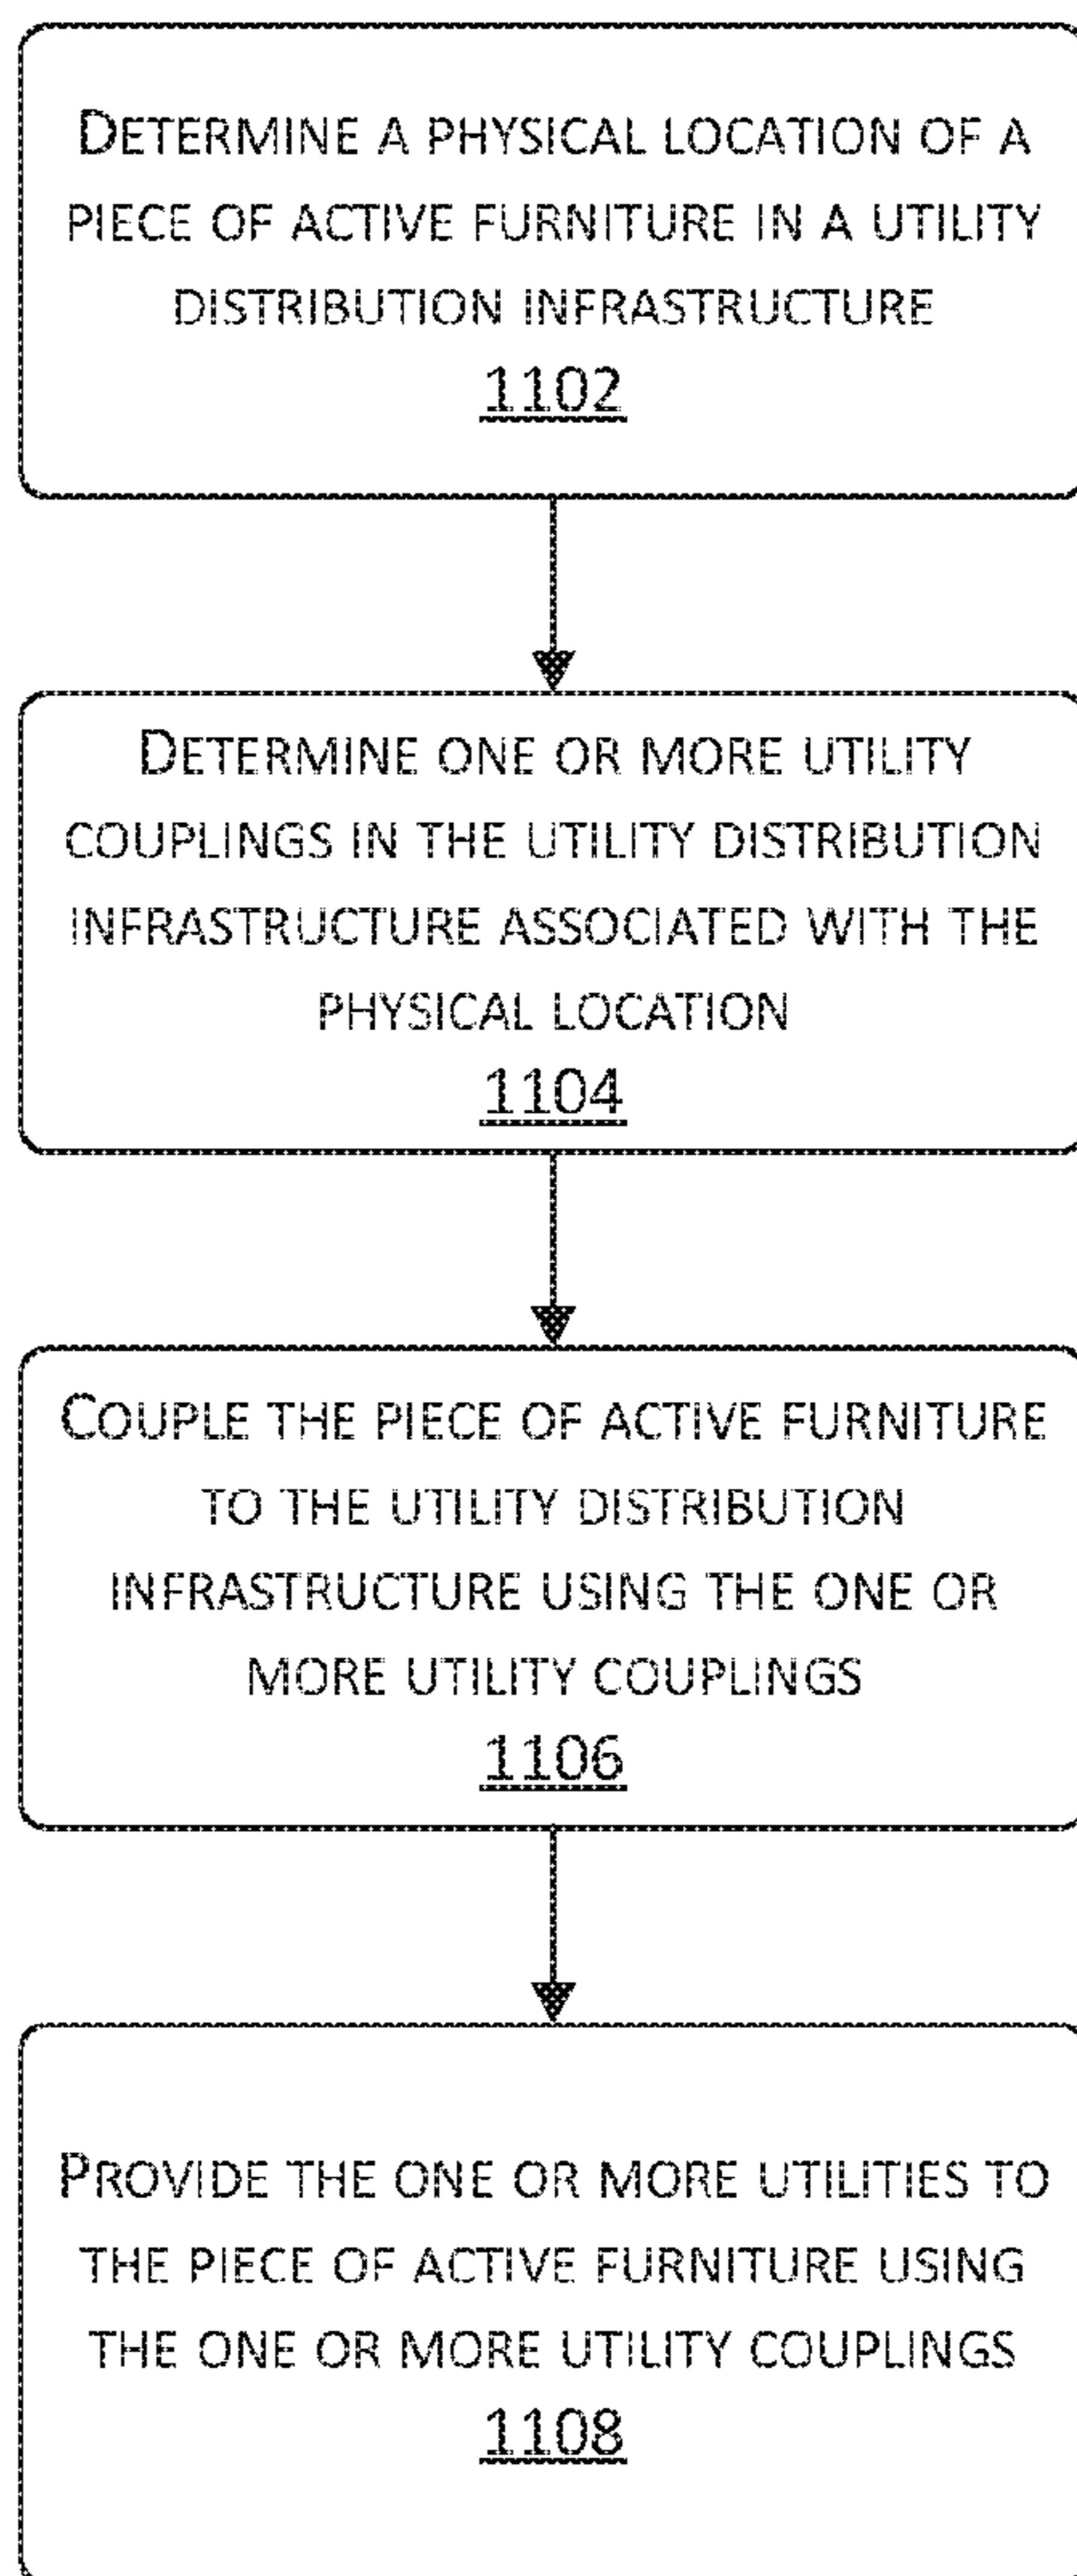 DETERMINE A PHYSICAL LOCATION OF A
PIECE OF ACTIVE FURNITURE IN A UTILITY
DISTRIBUTION INFRASTRUCTURE
1102
DETERMINE ONE OR MORE UTILITY
COUPLINGS IN THE UTILITY DISTRIBUTION
INFRASTRUCTURE ASSOCIATED WITH THE
PHYSICAL LOCATION
1104
COUPLE THE PIECE OF ACTIVE FURNITURE
TO THE UTILITY DISTRIBUTION
INFRASTRUCTURE USING THE ONE OR
MORE UTILITY COUPLINGS
1106
PROVIDE THE ONE OR MORE UTILITIES TO
THE PIECE OF ACTIVE FURNITURE USING
THE ONE OR MORE UTILITY COUPLINGS
1108